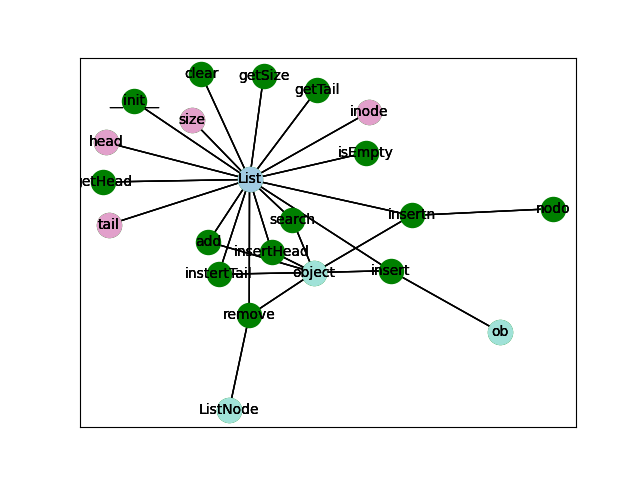 clear
getSize
getTail
__init__
size
inode
head
isEmpty
getHead
List
tail
insertn
nodo
search
add
insertHead
instertTail
object
insert
remove
ob
ListNode